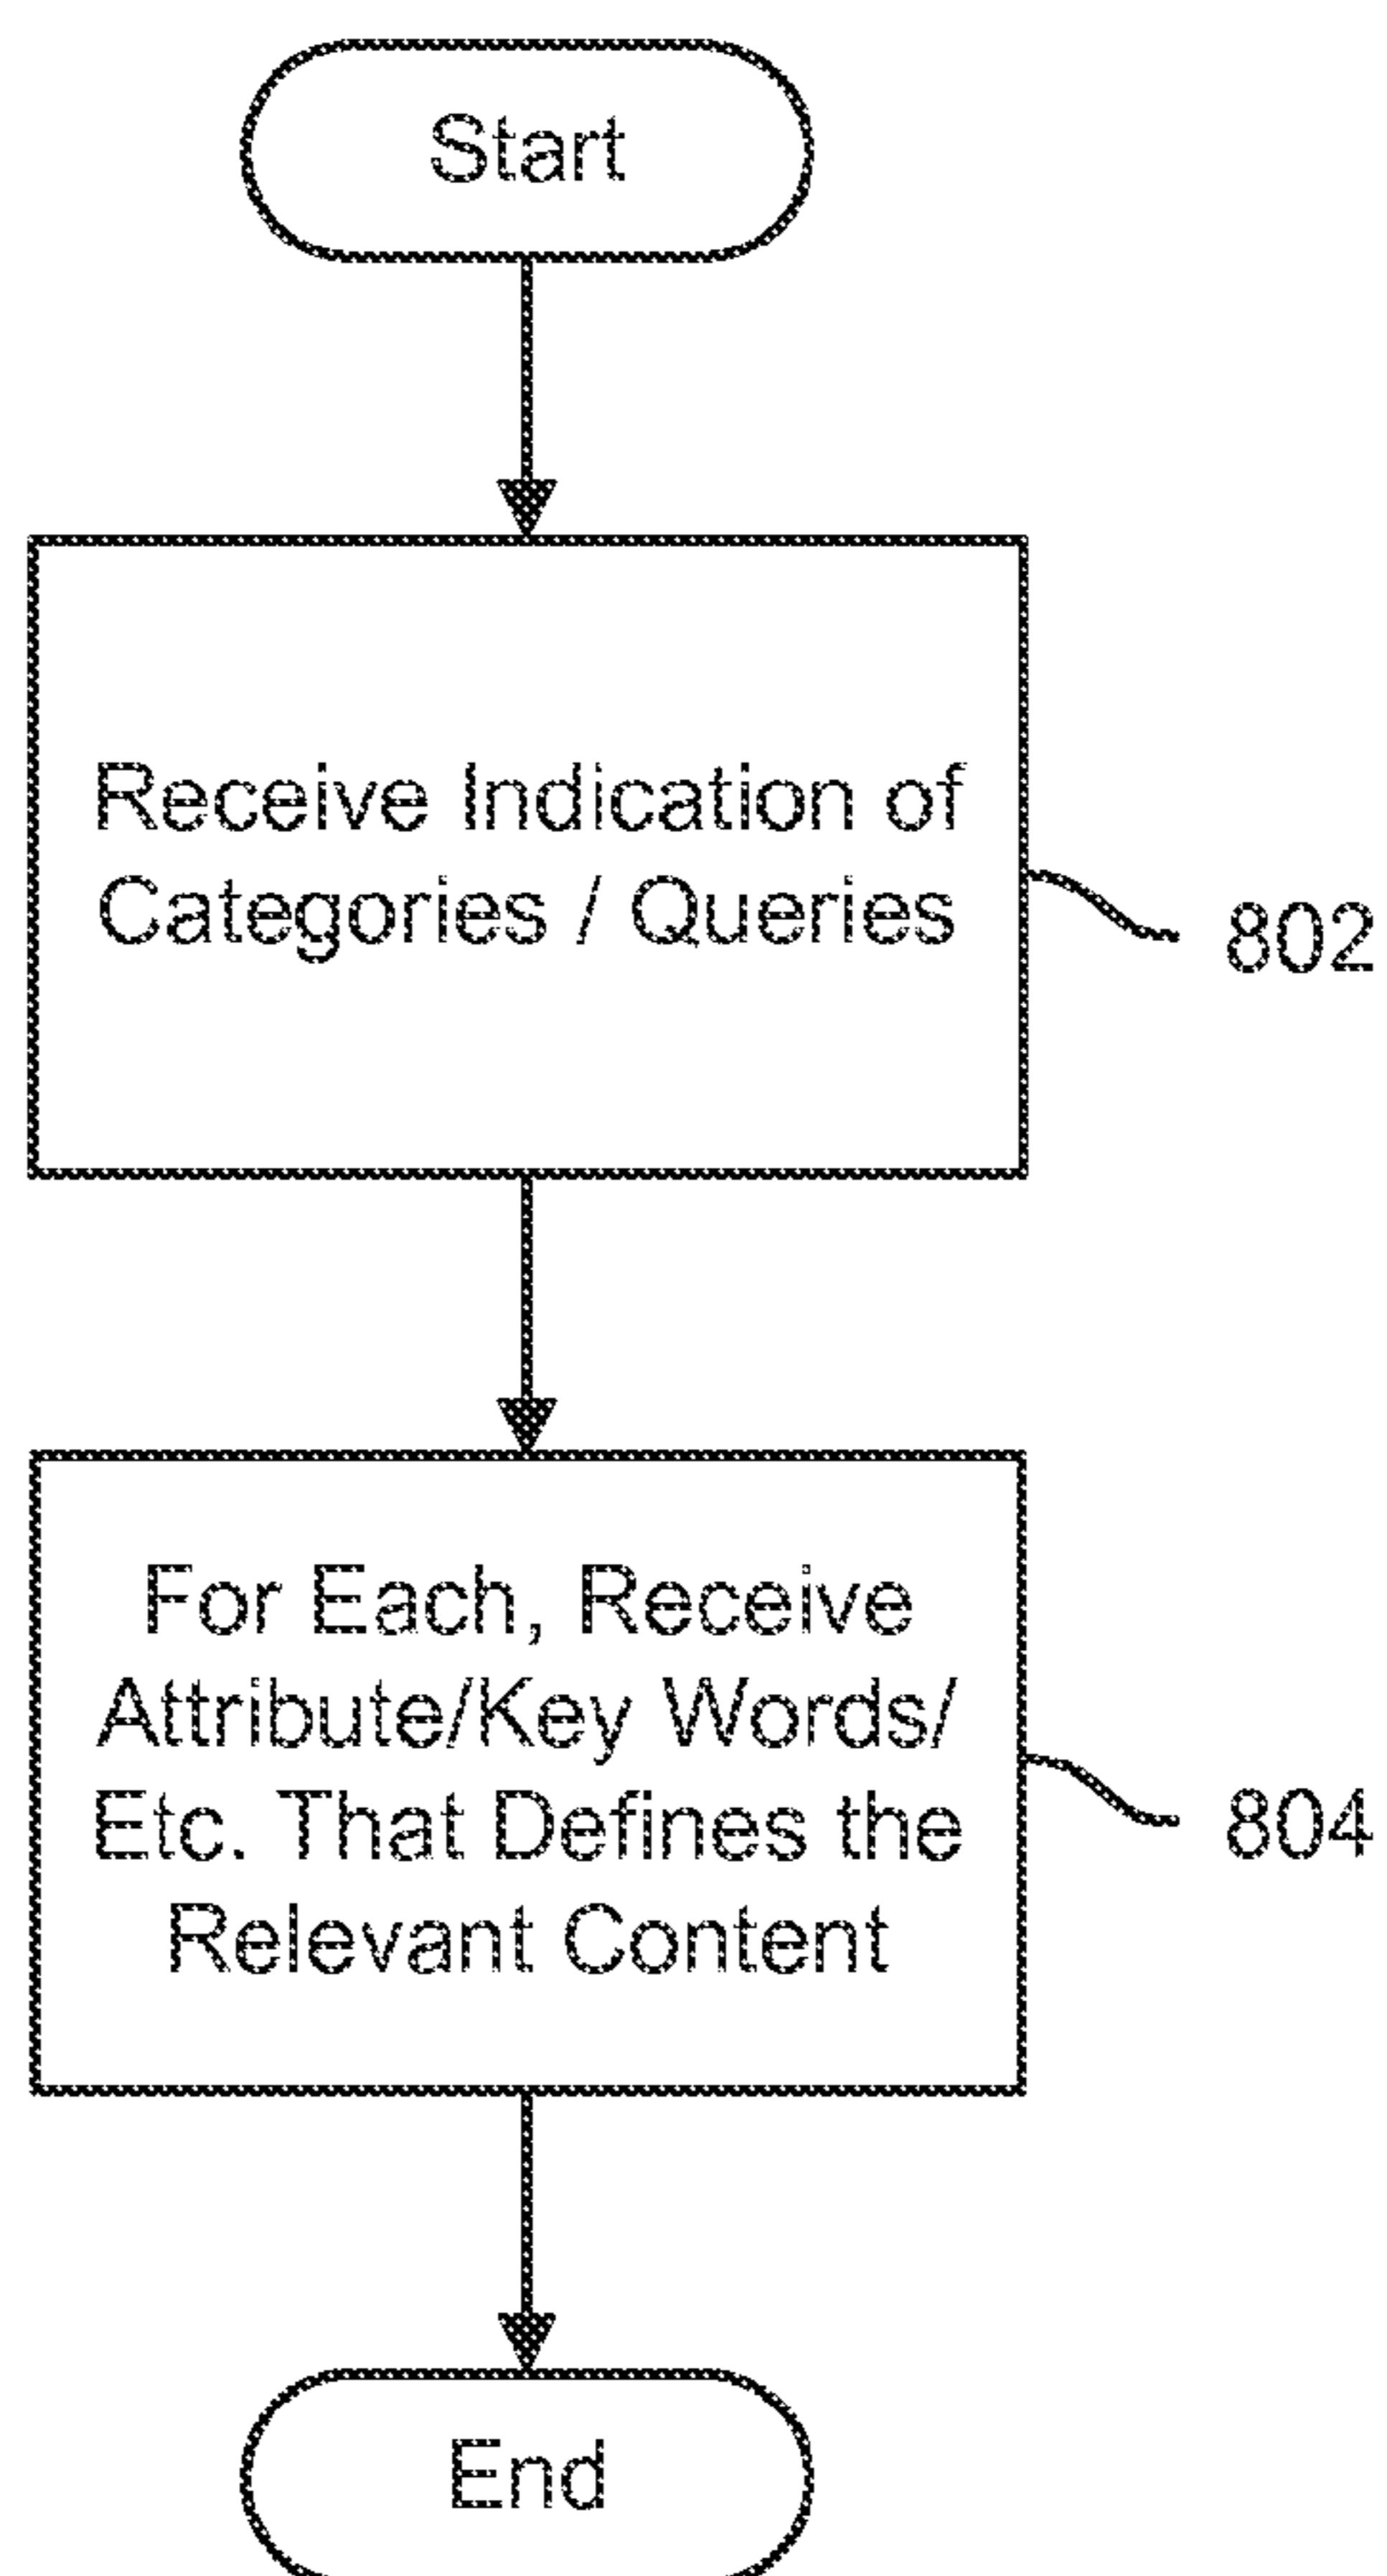 Start
Receive Indication of
Categories / Queries
802
For Each, Receive
Attribute/Key Words/
Etc. That Defines the
Relevant Content
804
End